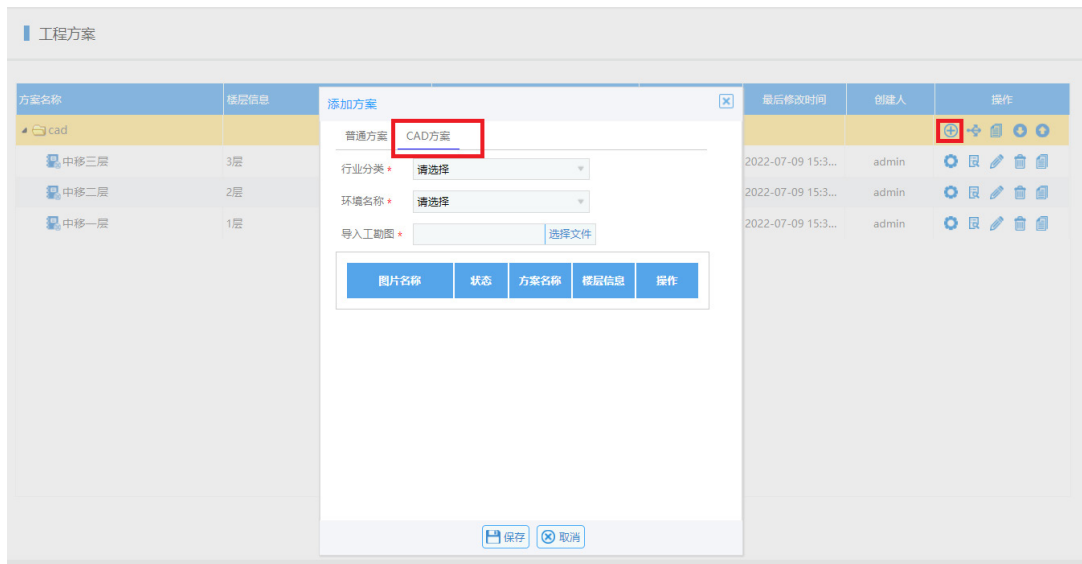 工程方案
方案名称 楼层信息 最后修改时间 创建人 操作
cad
中移三层 3层 2022-07-09 15:3... admin
中移二层 2层 2022-07-09 15:3... admin
中移一层 1层 2022-07-09 15:3... admin
添加方案
普通方案 CAD方案
行业分类 * 请选择
环境名称 * 请选择
导入工勘图 * 选择文件
图片名称 状态 方案名称 楼层信息 操作
保存 取消